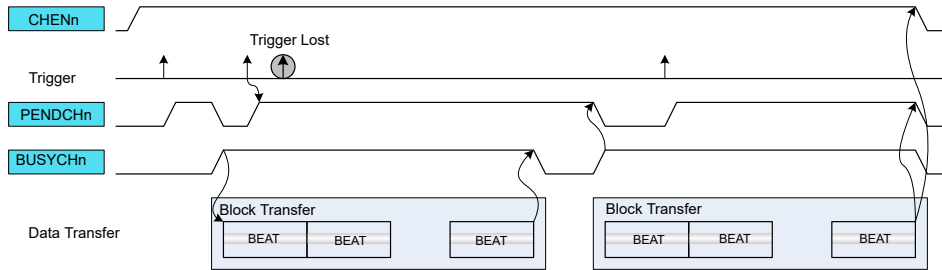 CHENn
Trigger Lost
Trigger
PENDCHn
BUSYCHn
Data Transfer
Block Transfer
BEAT BEAT BEAT
Block Transfer
BEAT BEAT BEAT